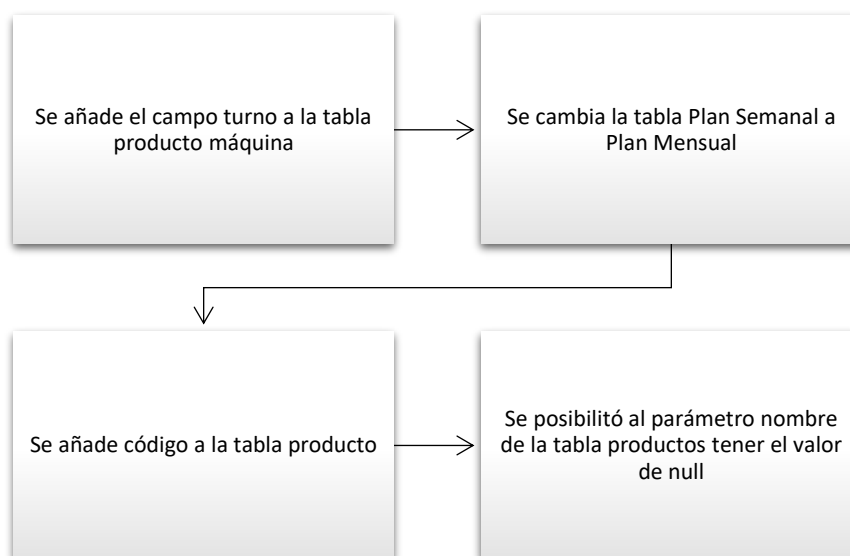 Se añade el campo turno a la tabla
producto máquina
Se cambia la tabla Plan Semanal a
Plan Mensual
Se añade código a la tabla producto
Se posibilitó al parámetro nombre
de la tabla productos tener el valor
de null